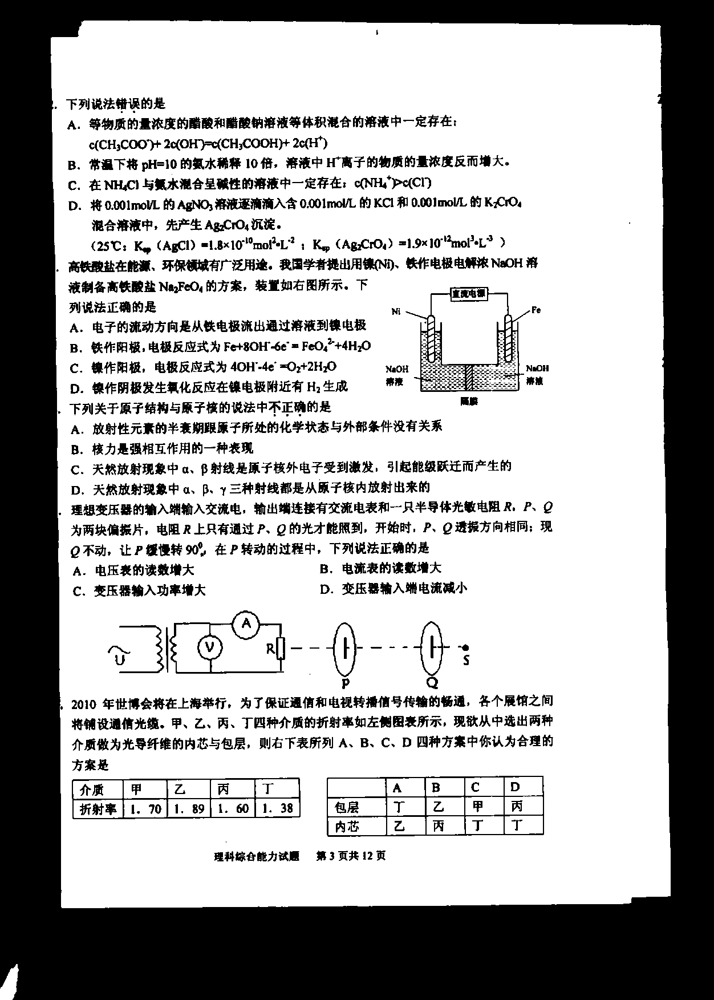 . 下列说法错误的是
A．等物质的量浓度的醋酸和醋酸钠溶液等体积混合的溶液中一定存在：
c(CH₃COO⁻)+ 2c(OH⁻)=c(CH₃COOH)+ 2c(H⁺)
B．常温下将 pH=10 的氨水稀释 10 倍，溶液中 H⁺离子的物质的量浓度反而增大。
C．在 NH₄Cl 与氨水混合呈碱性的溶液中一定存在：c(NH₄⁺)>c(Cl⁻)
D．将 0.001mol/L 的 AgNO₃ 溶液逐滴滴入含 0.001mol/L 的 KCl 和 0.001mol/L 的 K₂CrO₄
混合溶液中，先产生 Ag₂CrO₄ 沉淀。
（25℃：Ksp（AgCl）=1.8×10⁻¹⁰mol²•L⁻²；Ksp（Ag₂CrO₄）=1.9×10⁻¹²mol³•L⁻³ ）
. 高铁酸盐在能源、环保领域有广泛用途。我国学者提出用镍(Ni)、铁作电极电解浓 NaOH 溶
液制备高铁酸盐 Na₂FeO₄ 的方案，装置如右图所示。下
列说法正确的是
A．电子的流动方向是从铁电极流出通过溶液到镍电极
B．铁作阳极，电极反应式为 Fe+8OH⁻-6e⁻= FeO₄²⁻+4H₂O
C．镍作阳极，电极反应式为 4OH⁻-4e⁻=O₂+2H₂O
D．镍作阴极发生氧化反应在镍电极附近有 H₂ 生成
直流电源
Ni
Fe
NaOH
溶液
NaOH
溶液
隔膜
. 下列关于原子结构与原子核的说法中不正确的是
A．放射性元素的半衰期跟原子所处的化学状态与外部条件没有关系
B．核力是强相互作用的一种表现
C．天然放射现象中 α、β 射线是原子核外电子受到激发，引起能级跃迁而产生的
D．天然放射现象中 α、β、γ 三种射线都是从原子核内放射出来的
. 理想变压器的输入端输入交流电，输出端连接有交流电表和一只半导体光敏电阻 R，P、Q
为两块偏振片，电阻 R 上只有通过 P、Q 的光才能照到，开始时，P、Q 透振方向相同；现
Q 不动，让 P 缓慢转 90⁰，在 P 转动的过程中，下列说法正确的是
A．电压表的读数增大 B．电流表的读数增大
C．变压器输入功率增大 D．变压器输入端电流减小
U
V
A
R
P
Q
S
. 2010 年世博会将在上海举行，为了保证通信和电视转播信号传输的畅通，各个展馆之间
将铺设通信光缆。甲、乙、丙、丁四种介质的折射率如左侧图表所示，现欲从中选出两种
介质做为光导纤维的内芯与包层，则右下表所列 A、B、C、D 四种方案中你认为合理的
方案是
介质 甲 乙 丙 丁
折射率 1．70 1．89 1．60 1．38
A B C D
包层 丁 乙 甲 丙
内芯 乙 丙 丁 丁
理科综合能力试题 第 3 页共 12 页